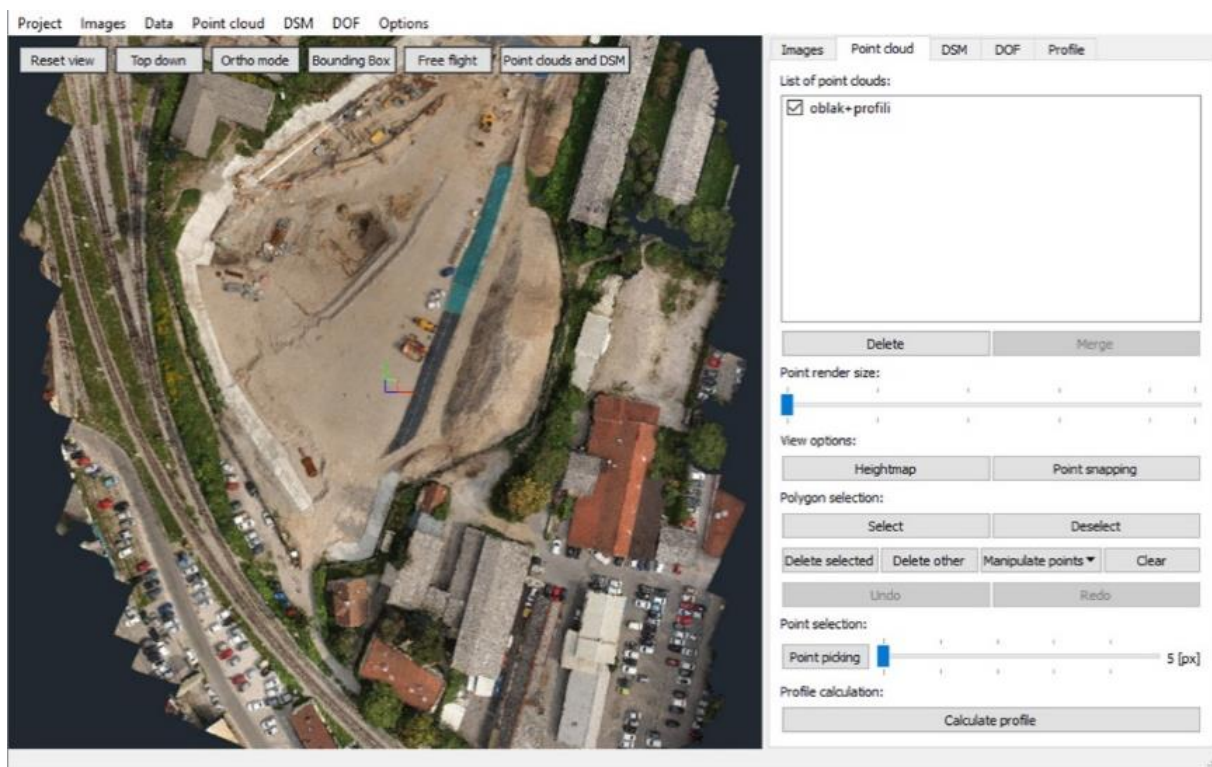 Project Images Data Point cloud DSM DOF Options
Reset view Top down Ortho mode Bounding Box Free flight Point clouds and DSM
Images Point cloud DSM DOF Profile
List of point clouds:
oblak+profili
Delete Merge
Point render size:
View options:
Heightmap Point snapping
Polygon selection:
Select Deselect
Delete selected Delete other Manipulate points Clear
Undo Redo
Point selection:
Point picking 5 [px]
Profile calculation:
Calculate profile